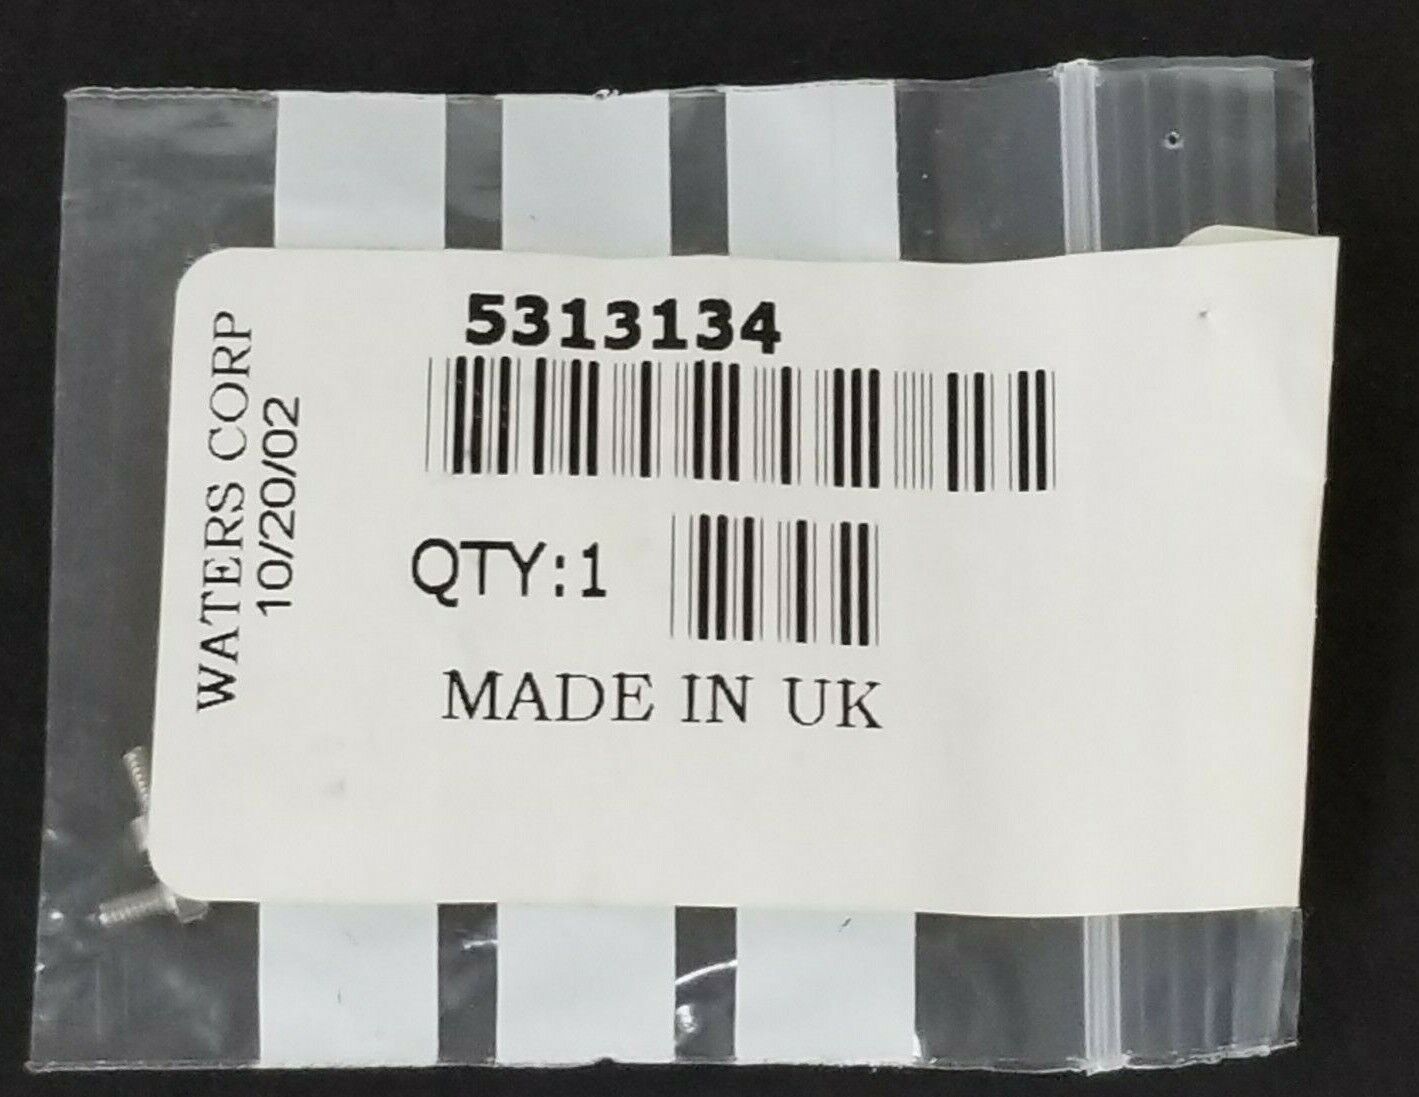 5313134
QTY:1
MADE IN UK
WATERS CORP
10/20/02